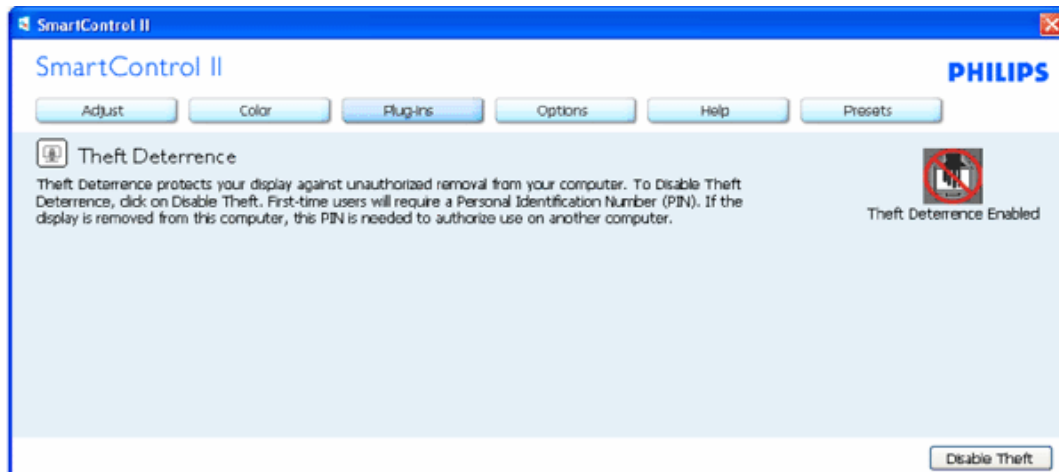 SmartControl II
SmartControl II
PHILIPS
Adjust Color Plug-Ins Options Help Presets
Theft Deterrence
Theft Deterrence protects your display against unauthorized removal from your computer. To Disable Theft
Deterrence, click on Disable Theft. First-time users will require a Personal Identification Number (PIN). If the
display is removed from this computer, this PIN is needed to authorize use on another computer.
Theft Deterrence Enabled
Disable Theft